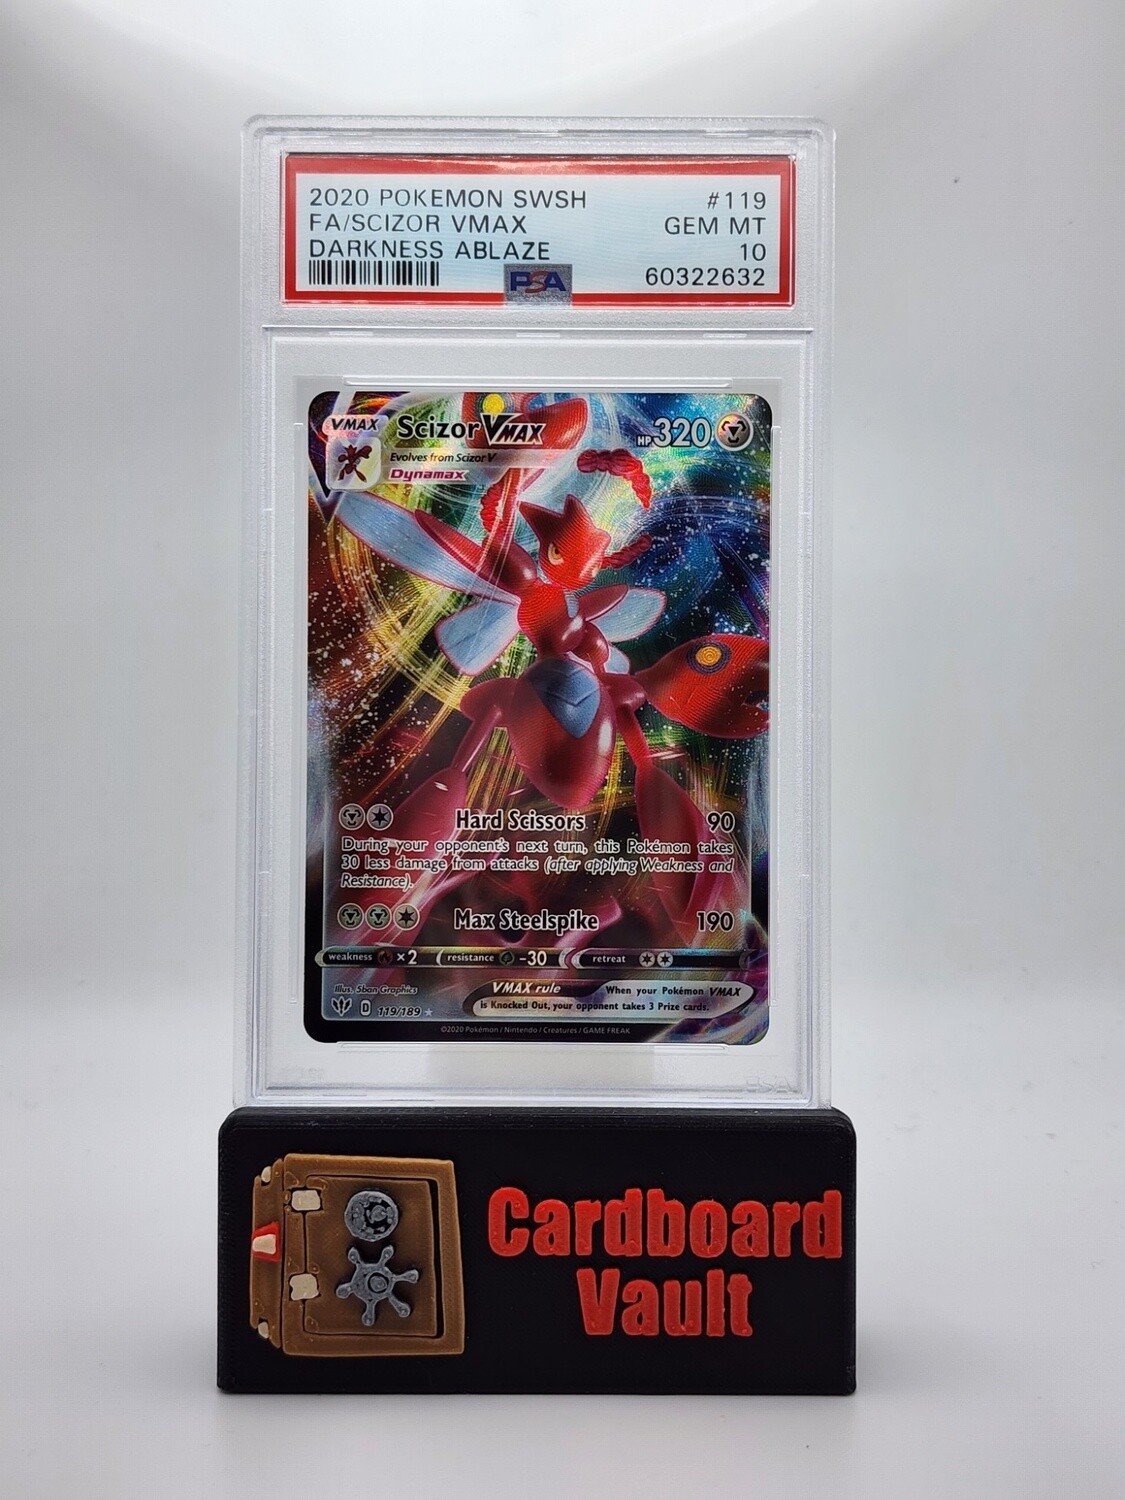 2020 POKEMON SWSH #119
FA/SCIZOR VMAX GEM MT
DARKNESS ABLAZE 10
PSA 60322632
VMAX Scizor VMAX HP 320
Evolves from Scizor V
Dynamax
Hard Scissors 90
During your opponent's next turn, this Pokémon takes
30 less damage from attacks (after applying Weakness and
Resistance).
Max Steelspike 190
weakness ×2 resistance -30 retreat
Illus. 5ban Graphics VMAX rule When your Pokémon VMAX
is Knocked Out, your opponent takes 3 Prize cards.
D 119/189
©2020 Pokémon / Nintendo / Creatures / GAME FREAK
Cardboard
Vault